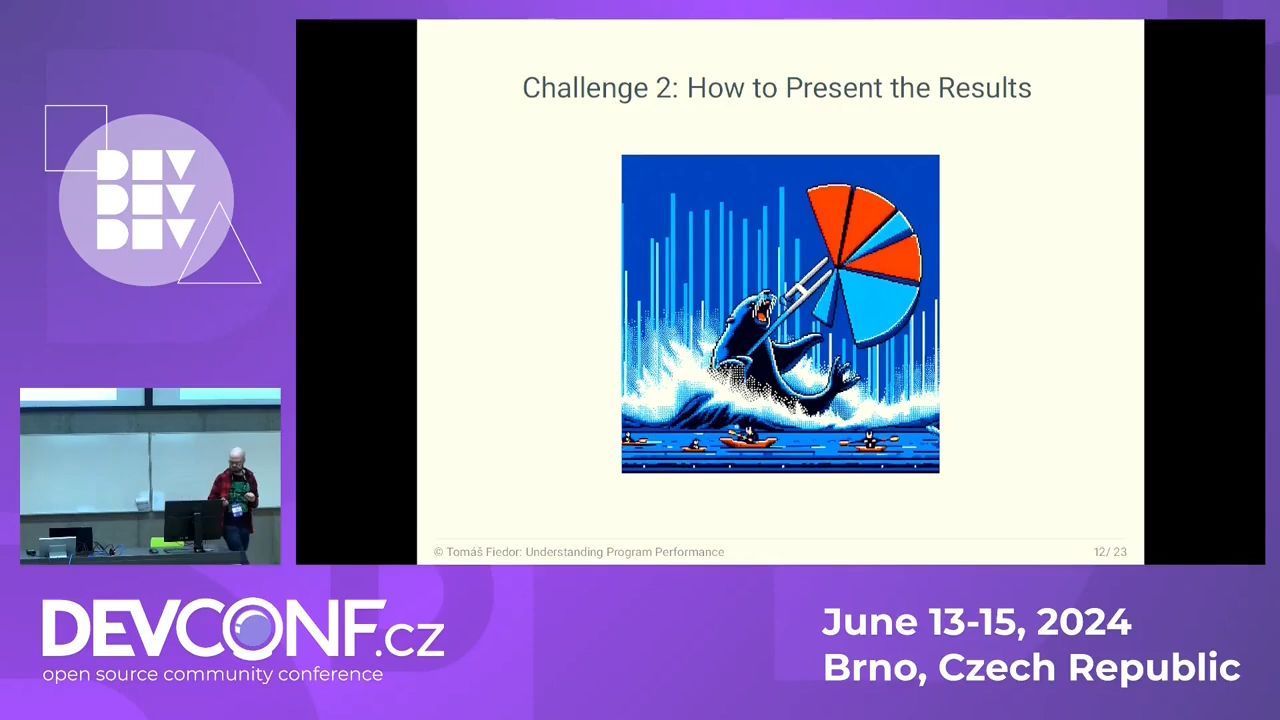 DEV
DEV
DEV
Challenge 2: How to Present the Results
© Tomáš Fiedor: Understanding Program Performance
12/ 23
DEVCONF.cz
open source community conference
June 13-15, 2024
Brno, Czech Republic